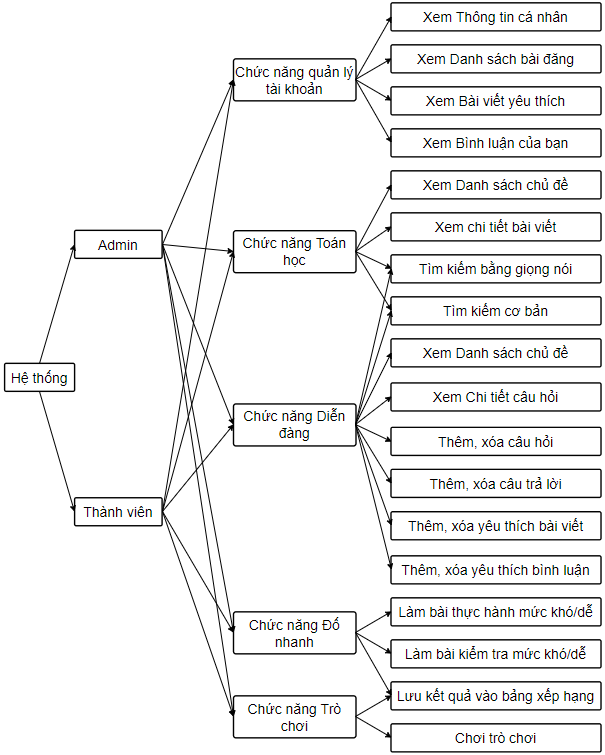 Hệ thống
Admin
Thành viên
Chức năng quản lý
tài khoản
Chức năng Toán
học
Chức năng Diễn
đàng
Chức năng Đố
nhanh
Chức năng Trò
chơi
Xem Thông tin cá nhân
Xem Danh sách bài đăng
Xem Bài viết yêu thích
Xem Bình luận của bạn
Xem Danh sách chủ đề
Xem chi tiết bài viết
Tìm kiếm bằng giọng nói
Tìm kiếm cơ bản
Xem Danh sách chủ đề
Xem Chi tiết câu hỏi
Thêm, xóa câu hỏi
Thêm, xóa câu trả lời
Thêm, xóa yêu thích bài viết
Thêm, xóa yêu thích bình luận
Làm bài thực hành mức khó/dễ
Làm bài kiểm tra mức khó/dễ
Lưu kết quả vào bảng xếp hạng
Chơi trò chơi